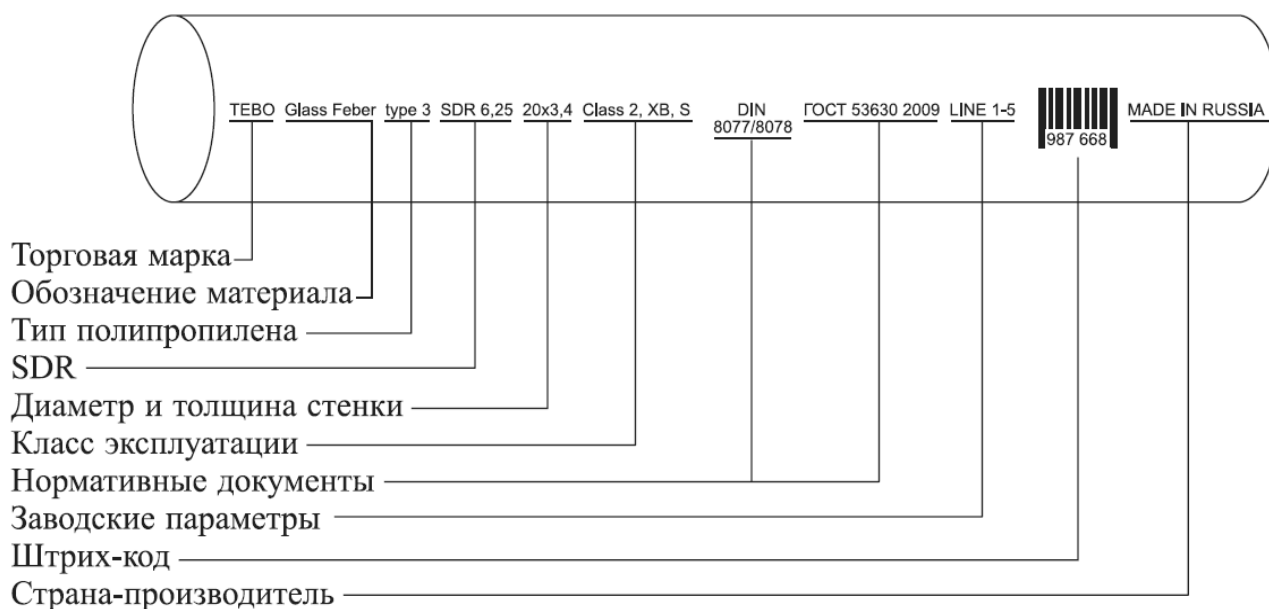 TEBO Glass Feber type 3 SDR 6,25 20x3,4 Class 2, XB, S DIN 8077/8078 ГОСТ 53630 2009 LINE 1-5 987 668 MADE IN RUSSIA
Торговая марка
Обозначение материала
Тип полипропилена
SDR
Диаметр и толщина стенки
Класс эксплуатации
Нормативные документы
Заводские параметры
Штрих-код
Страна-производитель